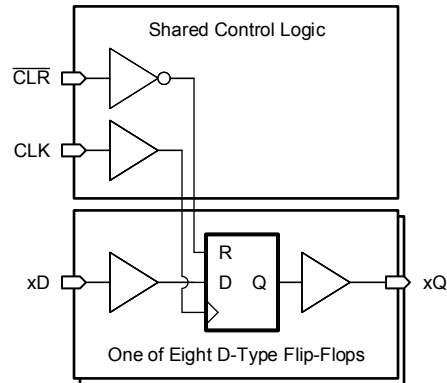 Shared Control Logic
CLR
CLK
R
xD
D
Q
xQ
One of Eight D-Type Flip-Flops